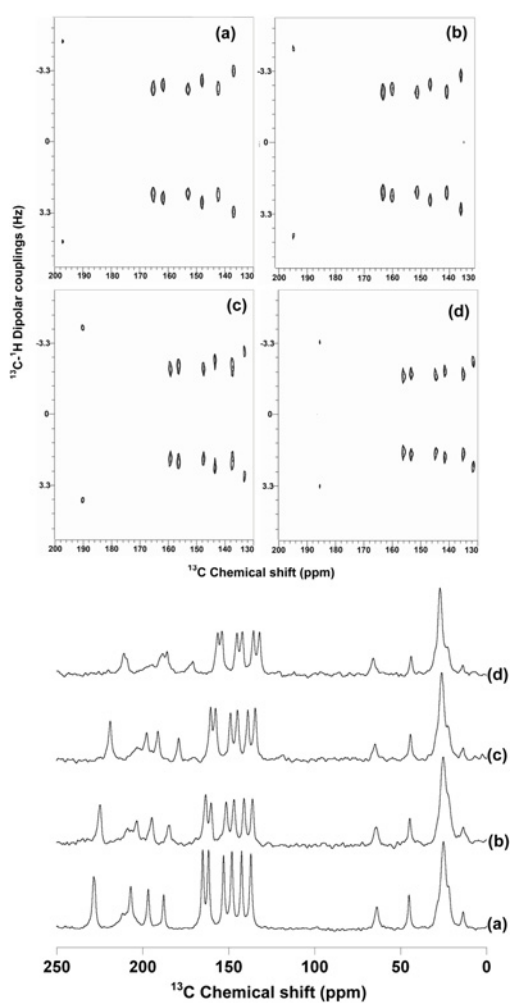 (a)
(b)
-3.3
0
3.3
-3.3
0
3.3
200 190 180 170 160 150 140 130
200 190 180 170 160 150 140 130
(c)
(d)
-3.3
0
3.3
-3.3
0
3.3
200 190 180 170 160 150 140 130
200 190 180 170 160 150 140 130
¹³C-¹H Dipolar couplings (Hz)
¹³C Chemical shift (ppm)
(d)
(c)
(b)
(a)
250 200 150 100 50 0
¹³C Chemical shift (ppm)